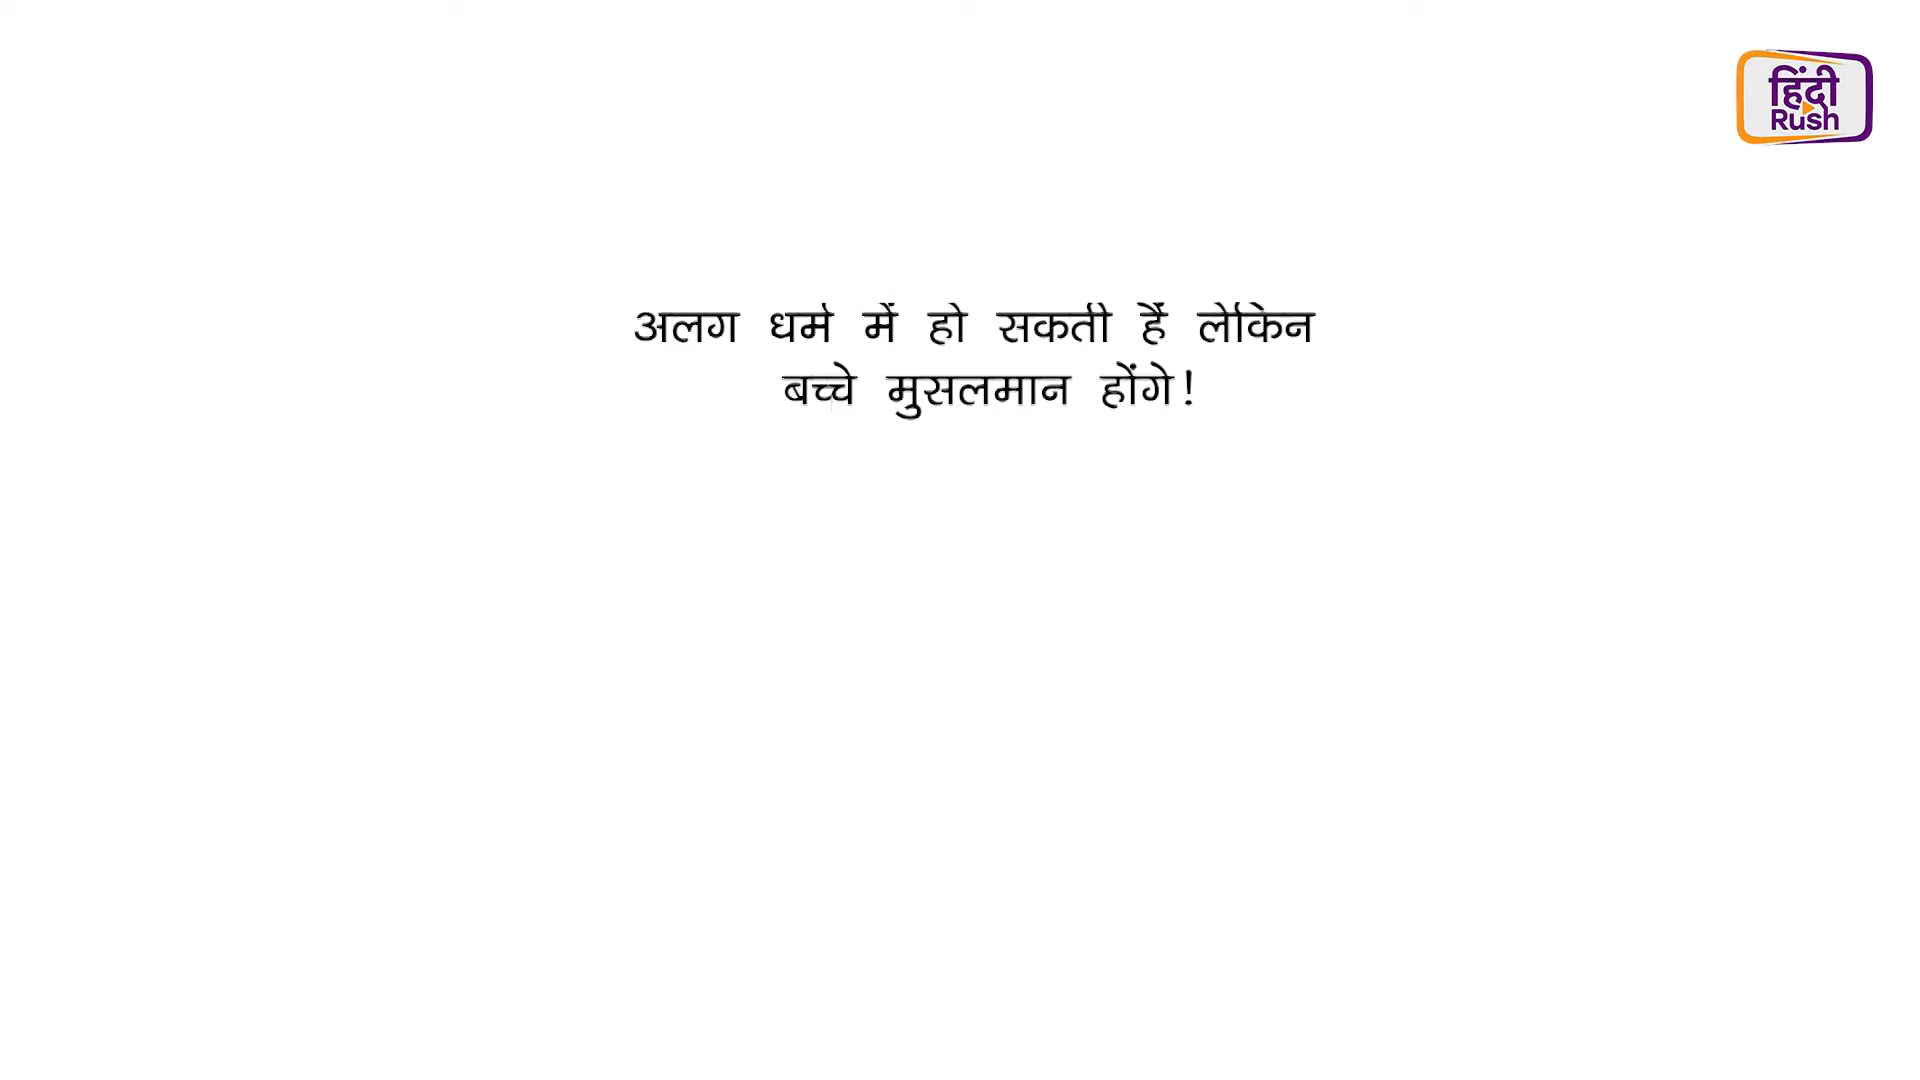 हिंदी
Rush
अलग धर्म में हो सकती हैं लेकिन
बच्चे मुसलमान होंगे!